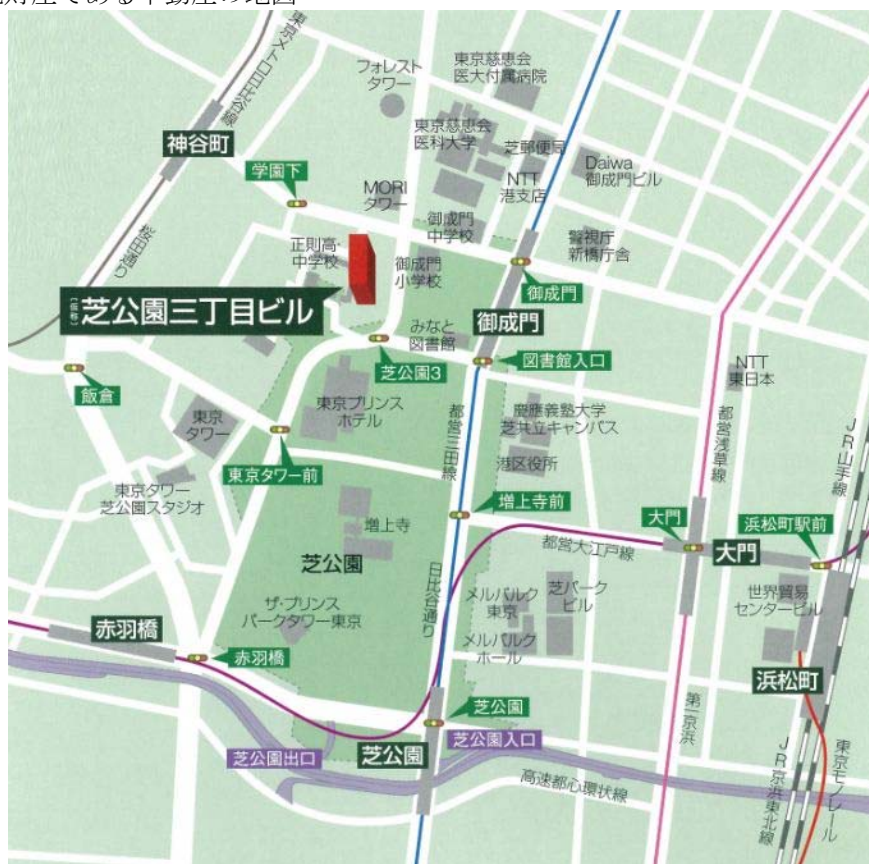 財産である不動産の地図
東京メトロ日比谷線
フォレスト
タワー
東京慈恵会
医大付属病院
神谷町
東京慈恵会
医科大学
芝郵便局
学園下
Daiwa
御成門ビル
NTT
港支店
MORI
タワー
桜田通り
御成門
中学校
正則高・
中学校
警視庁
新橋庁舎
御成門
小学校
御成門
(仮称)
芝公園三丁目ビル
みなと
図書館
御成門
芝公園3
図書館入口
NTT
東日本
飯倉
東京プリンス
ホテル
東京
タワー
都営三田線
慶應義塾大学
芝共立キャンパス
都営浅草線
JR山手線
港区役所
東京タワー前
東京タワー
芝公園スタジオ
増上寺前
大門
浜松町駅前
増上寺
都営大江戸線
大門
芝公園
日比谷通り
メルパルク
東京
芝パーク
ビル
世界貿易
センタービル
ザ・プリンス
パークタワー東京
赤羽橋
赤羽橋
メルパルク
ホール
浜松町
芝公園
第一京浜
芝公園出口
芝公園
芝公園入口
高速都心環状線
JR京浜東北線
東京モノレール